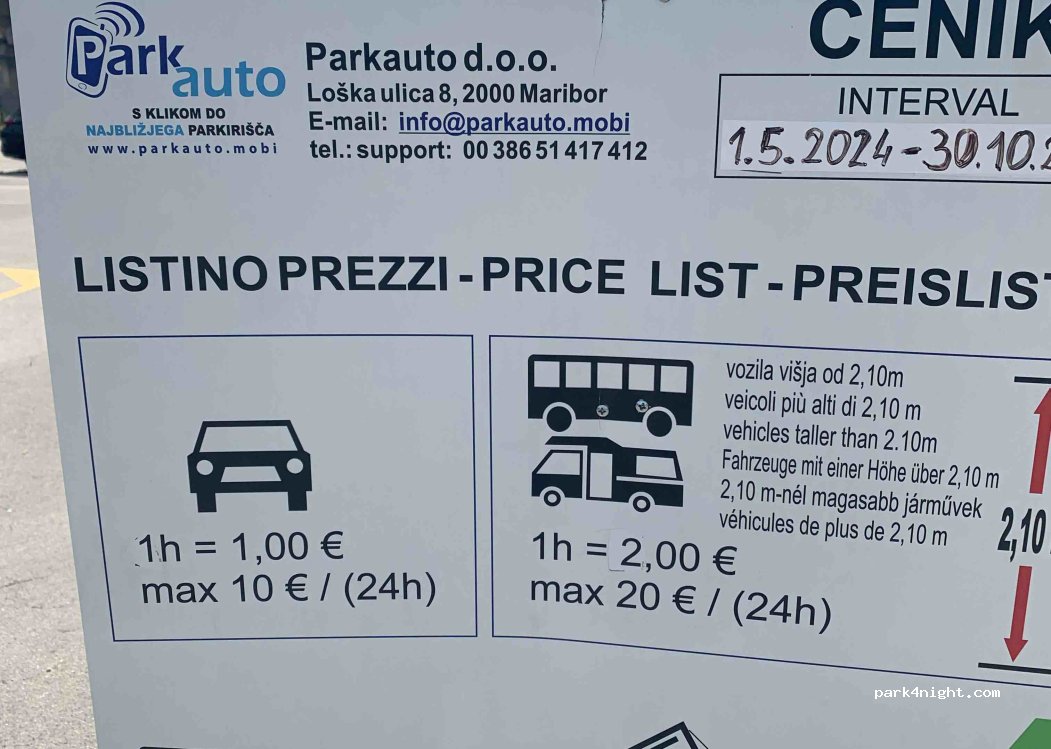 Park
auto
S KLIKOM DO
NAJBLIŽJEGA PARKIRIŠČA
www.parkauto.mobi
Parkauto d.o.o.
Loška ulica 8, 2000 Maribor
E-mail: info@parkauto.mobi
tel.: support: 00 386 51 417 412
CENIK
INTERVAL
1.5.2024 - 30.10.2
LISTINO PREZZI - PRICE LIST - PREISLIST
1h = 1,00 €
max 10 € / (24h)
vozila višja od 2,10m
veicoli più alti di 2,10 m
vehicles taller than 2.10m
Fahrzeuge mit einer Höhe über 2,10 m
2,10 m-nél magasabb járművek
véhicules de plus de 2,10 m
1h = 2,00 €
max 20 € / (24h)
2,10
park4night.com